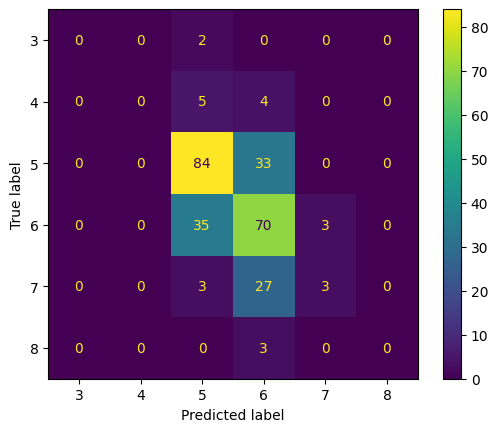 3 0 0 2 0 0 0
4 0 0 5 4 0 0
5 0 0 84 33 0 0
6 0 0 35 70 3 0
7 0 0 3 27 3 0
8 0 0 0 3 0 0
3 4 5 6 7 8
Predicted label
True label
80
70
60
50
40
30
20
10
0